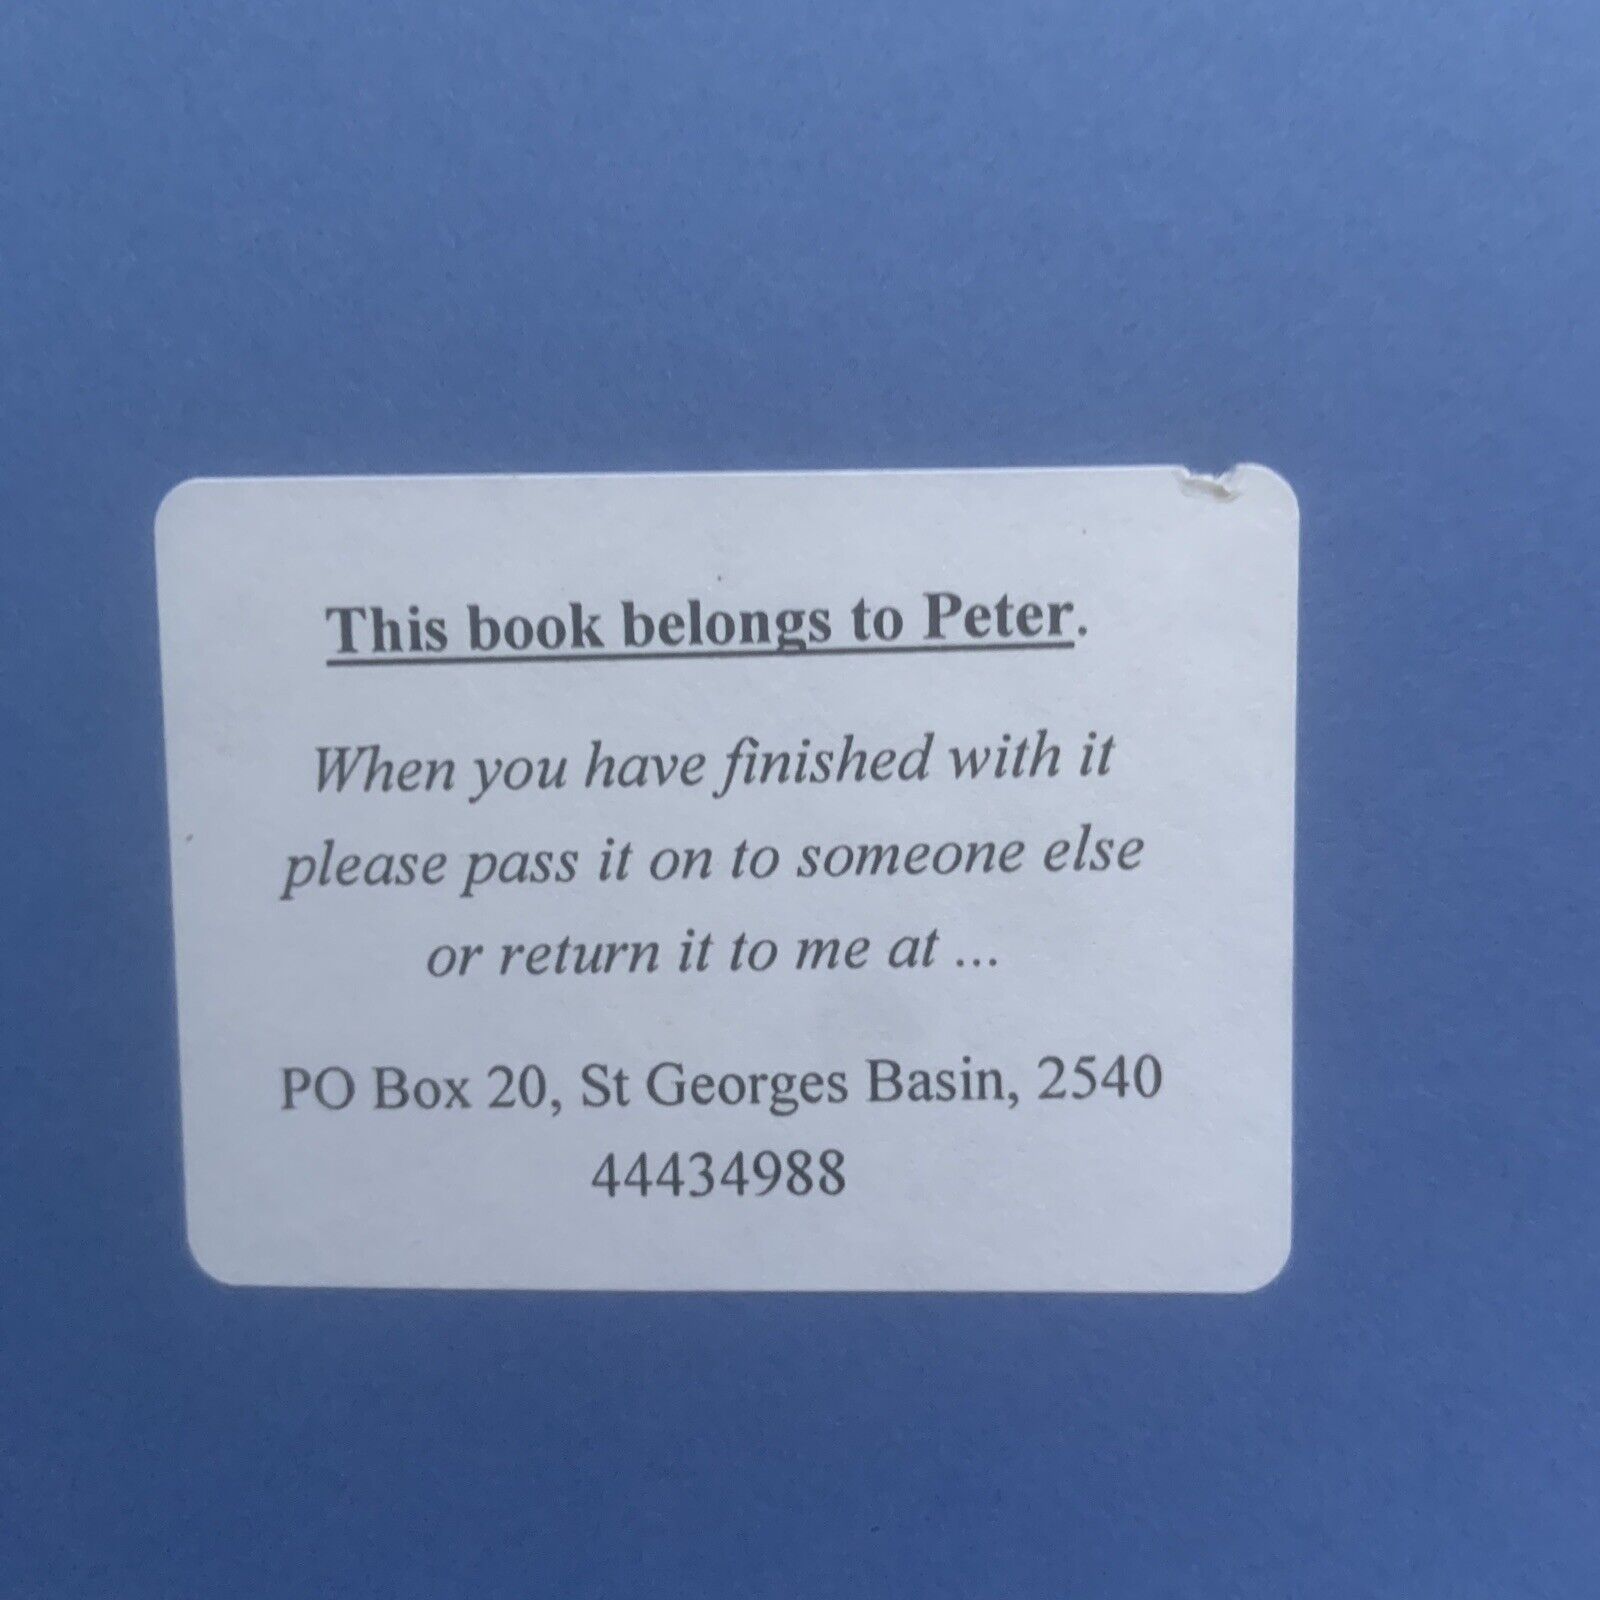 This book belongs to Peter.
When you have finished with it
please pass it on to someone else
or return it to me at ...
PO Box 20, St Georges Basin, 2540
44434988